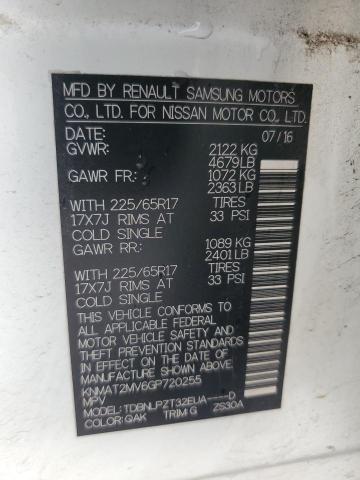 MFD BY RENAULT SAMSUNG MOTORS
CO., LTD. FOR NISSAN MOTOR CO., LTD.
DATE: 07/16
GVWR: 2122 KG
4679LB
GAWR FR: 1072 KG
2363LB
WITH 225/65R17 TIRES
17X7J RIMS AT 33 PSI
COLD SINGLE
GAWR RR: 1089 KG
2401 LB
WITH 225/65R17 TIRES
17X7J RIMS AT 33 PSI
COLD SINGLE
THIS VEHICLE CONFORMS TO
ALL APPLICABLE FEDERAL
MOTOR VEHICLE SAFETY AND
THEFT PREVENTION STANDARDS
IN EFFECT ON THE DATE OF
MFR SHOWN ABOVE.
KNMAT2MV6GP720255
MPV
MODEL: TDBNLPZT32EUA----D
COLOR: QAK TRIM: G ZS30A